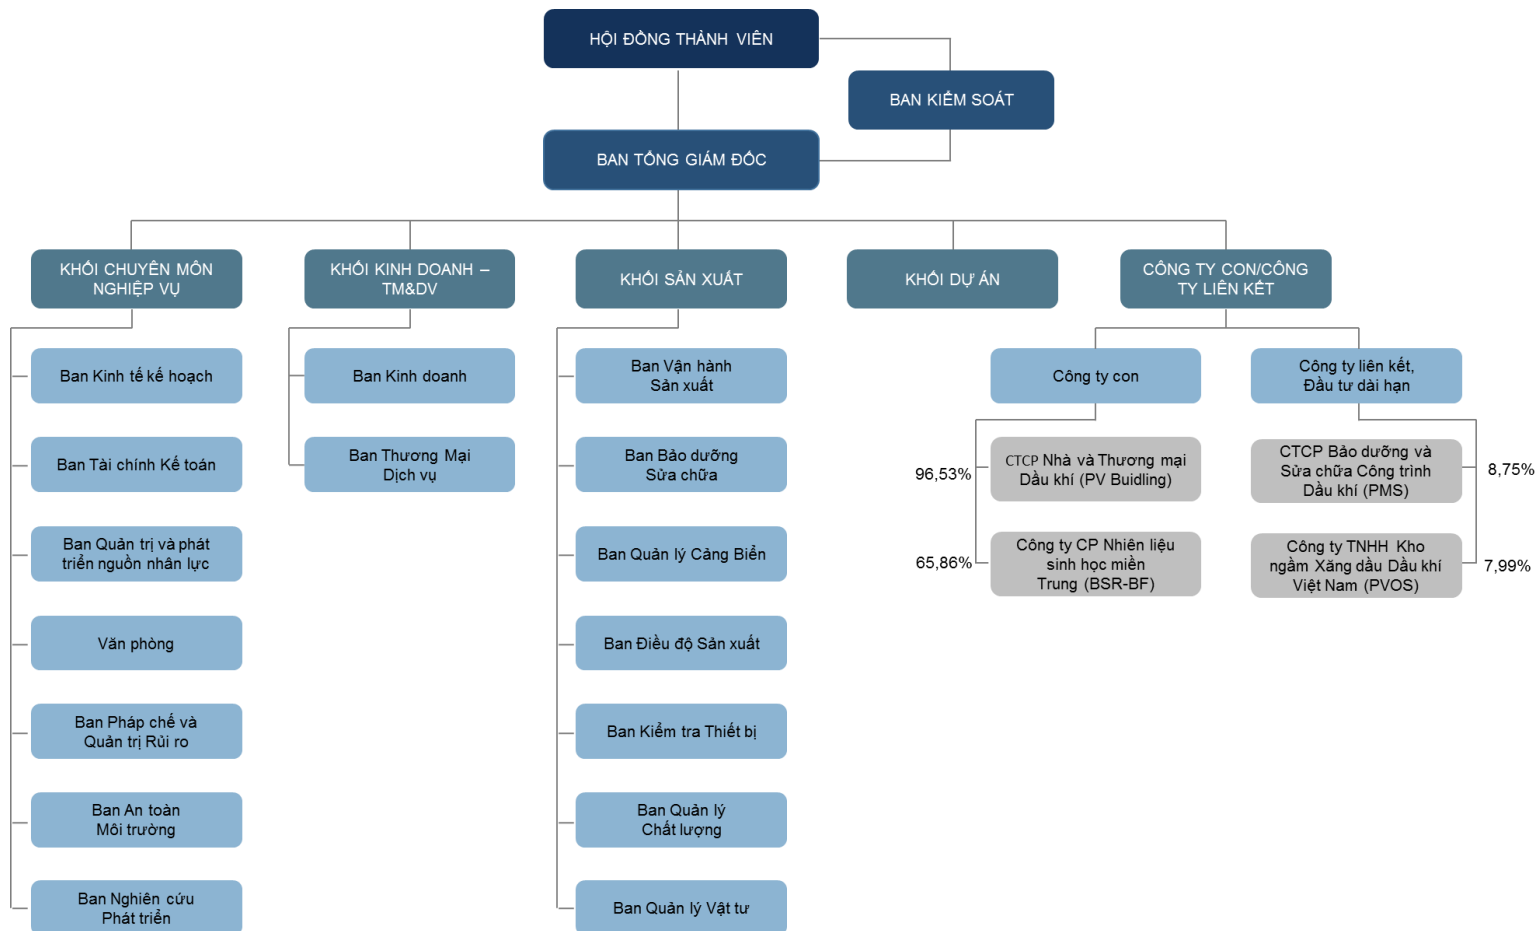 HỘI ĐỒNG THÀNH VIÊN
BAN KIỂM SOÁT
BAN TỔNG GIÁM ĐỐC
KHỐI CHUYÊN MÔN
NGHIỆP VỤ
KHỐI KINH DOANH –
TM&DV
KHỐI SẢN XUẤT
KHỐI DỰ ÁN
CÔNG TY CON/CÔNG
TY LIÊN KẾT
Ban Kinh tế kế hoạch
Ban Tài chính Kế toán
Ban Quản trị và phát
triển nguồn nhân lực
Văn phòng
Ban Pháp chế và
Quản trị Rủi ro
Ban An toàn
Môi trường
Ban Nghiên cứu
Phát triển
Ban Kinh doanh
Ban Thương Mại
Dịch vụ
Ban Vận hành
Sản xuất
Ban Bảo dưỡng
Sửa chữa
Ban Quản lý Cảng Biển
Ban Điều độ Sản xuất
Ban Kiểm tra Thiết bị
Ban Quản lý
Chất lượng
Ban Quản lý Vật tư
Công ty con
96,53%
CTCP Nhà và Thương mại
Dầu khí (PV Buidling)
65,86%
Công ty CP Nhiên liệu
sinh học miền
Trung (BSR-BF)
Công ty liên kết,
Đầu tư dài hạn
CTCP Bảo dưỡng và
Sửa chữa Công trình
Dầu khí (PMS)
8,75%
Công ty TNHH Kho
ngầm Xăng dầu Dầu khí
Việt Nam (PVOS)
7,99%